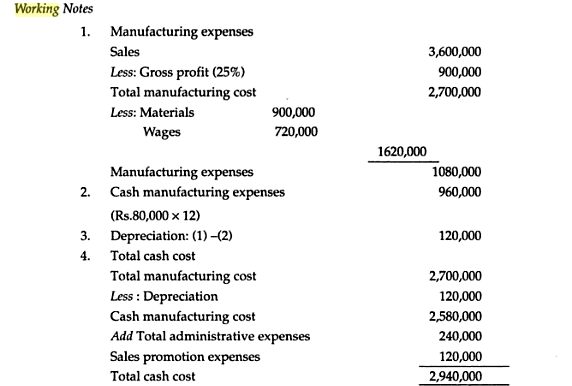 Working Notes
1. Manufacturing expenses
Sales 3,600,000
Less: Gross profit (25%) 900,000
Total manufacturing cost 2,700,000
Less: Materials 900,000
Wages 720,000
1620,000
Manufacturing expenses 1080,000
2. Cash manufacturing expenses 960,000
(Rs.80,000 × 12)
3. Depreciation: (1) –(2) 120,000
4. Total cash cost
Total manufacturing cost 2,700,000
Less : Depreciation 120,000
Cash manufacturing cost 2,580,000
Add Total administrative expenses 240,000
Sales promotion expenses 120,000
Total cash cost 2,940,000